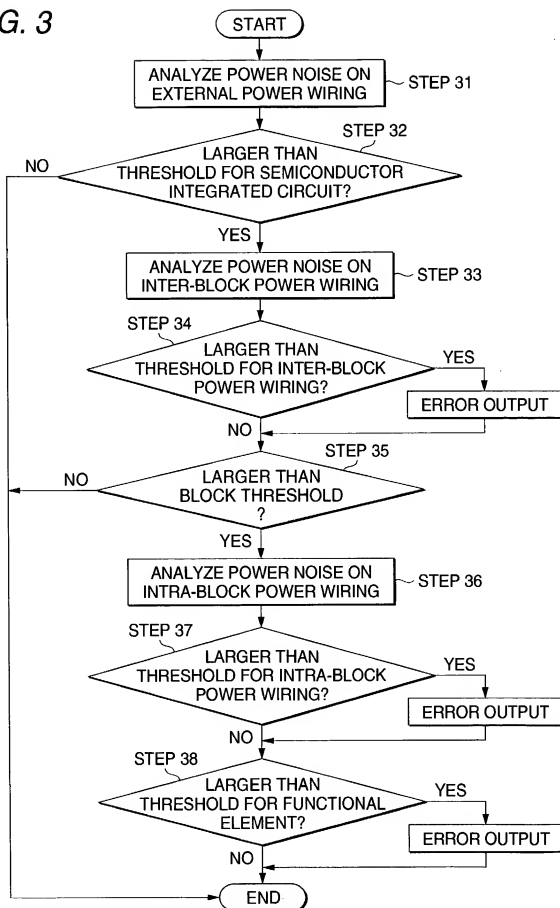 G. 3
START
ANALYZE POWER NOISE ON
EXTERNAL POWER WIRING
STEP 31
STEP 32
LARGER THAN
THRESHOLD FOR SEMICONDUCTOR
INTEGRATED CIRCUIT?
NO
YES
ANALYZE POWER NOISE ON
INTER-BLOCK POWER WIRING
STEP 33
STEP 34
LARGER THAN
THRESHOLD FOR INTER-BLOCK
POWER WIRING?
YES
ERROR OUTPUT
NO
STEP 35
LARGER THAN
BLOCK THRESHOLD
?
NO
YES
ANALYZE POWER NOISE ON
INTRA-BLOCK POWER WIRING
STEP 36
STEP 37
LARGER THAN
THRESHOLD FOR INTRA-BLOCK
POWER WIRING?
YES
ERROR OUTPUT
NO
STEP 38
LARGER THAN
THRESHOLD FOR FUNCTIONAL
ELEMENT?
YES
ERROR OUTPUT
NO
END